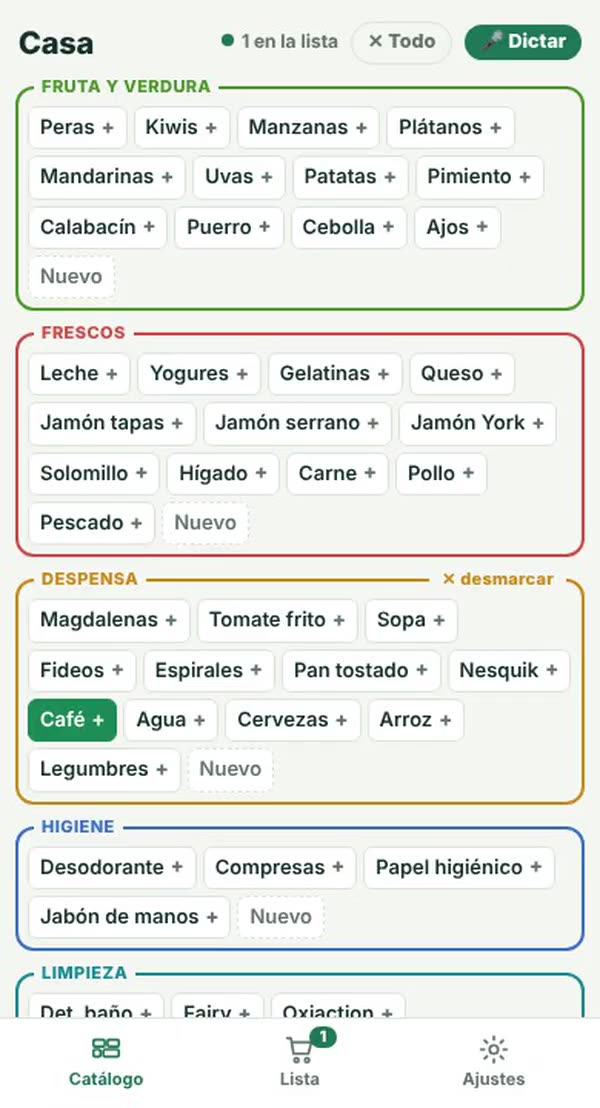 Casa 1 en la lista ✕ Todo 🎤 Dictar
FRUTA Y VERDURA
Peras + Kiwis + Manzanas + Plátanos +
Mandarinas + Uvas + Patatas + Pimiento +
Calabacín + Puerro + Cebolla + Ajos +
Nuevo
FRESCOS
Leche + Yogures + Gelatinas + Queso +
Jamón tapas + Jamón serrano + Jamón York +
Solomillo + Hígado + Carne + Pollo +
Pescado + Nuevo
DESPENSA ✕ desmarcar
Magdalenas + Tomate frito + Sopa +
Fideos + Espirales + Pan tostado + Nesquik +
Café + Agua + Cervezas + Arroz +
Legumbres + Nuevo
HIGIENE
Desodorante + Compresas + Papel higiénico +
Jabón de manos + Nuevo
LIMPIEZA
Det. baño + Fairy + Oxiaction +
1
Catálogo Lista Ajustes